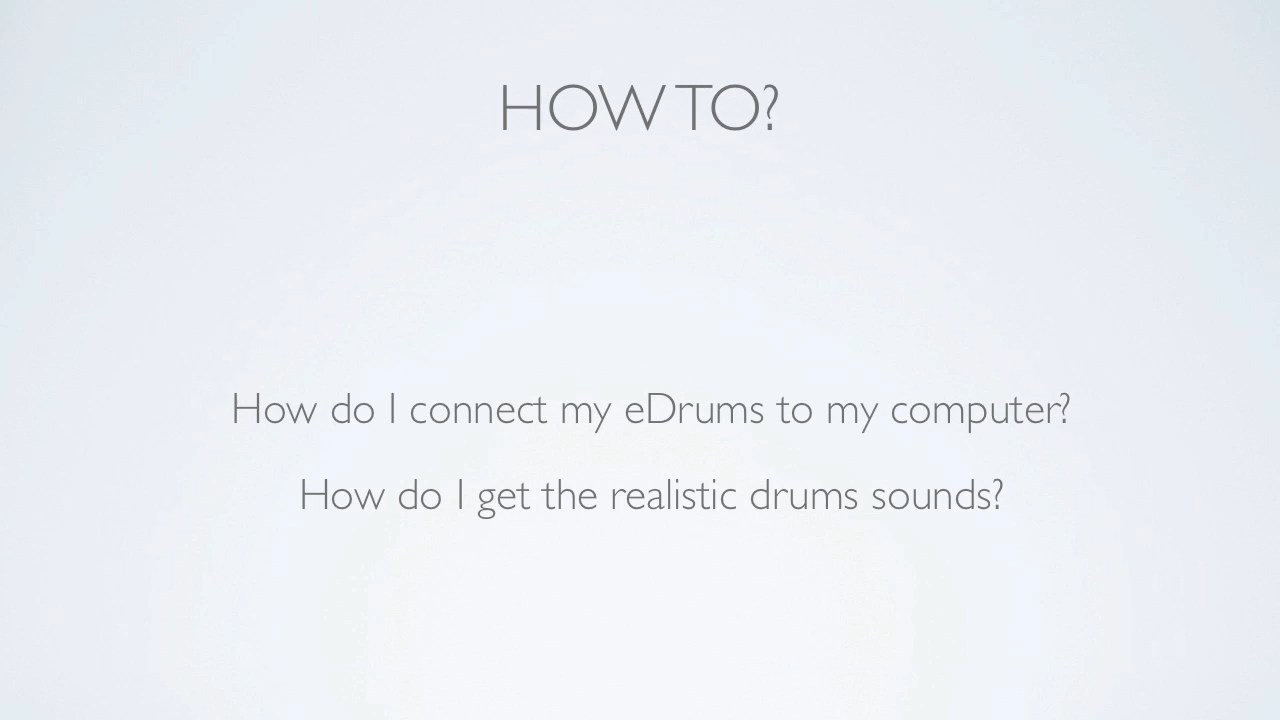 HOW TO?
How do I connect my eDrums to my computer?
How do I get the realistic drums sounds?